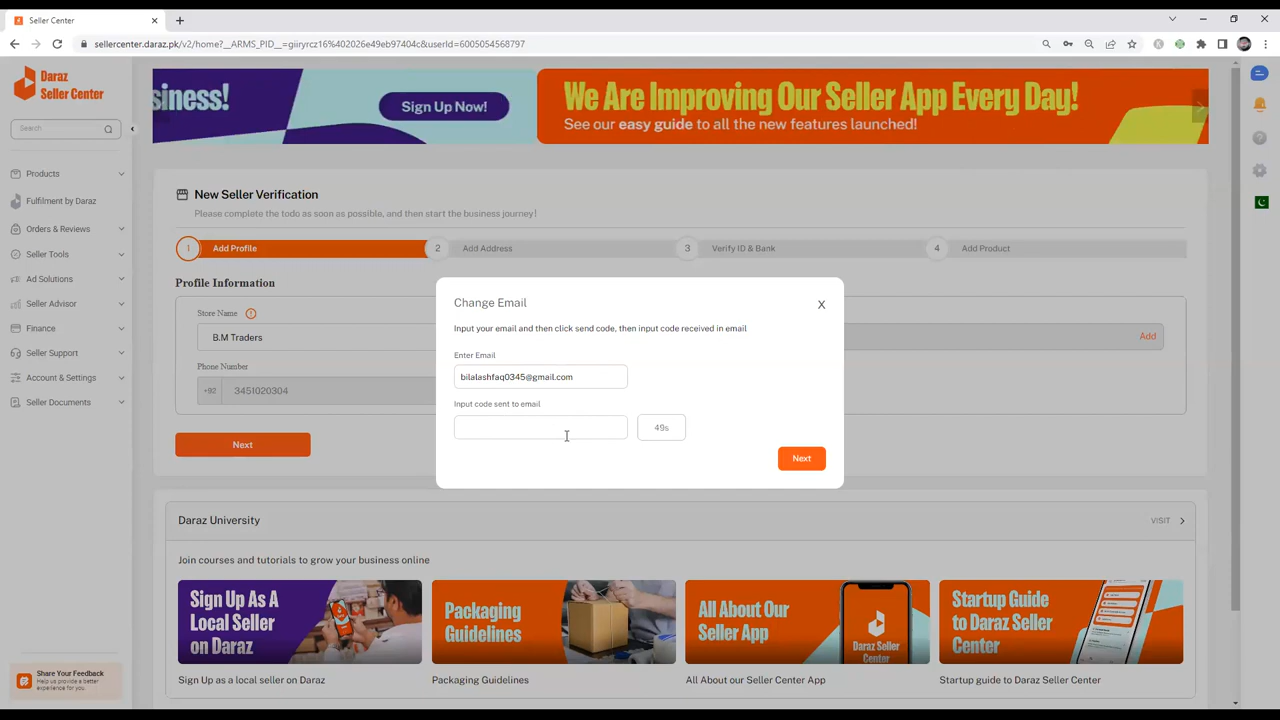 Seller Center
sellercenter.daraz.pk/v2/home?__ARMS_PID__=giiryrcz16%402026e49eb97404c&userId=6005054568797
Daraz
Seller Center
Search
Products
Fulfilment by Daraz
Orders & Reviews
Seller Tools
Ad Solutions
Seller Advisor
Finance
Seller Support
Account & Settings
Seller Documents
Share Your Feedback
Help us provide a better
experience for you.
siness!
Sign Up Now!
We Are Improving Our Seller App Every Day!
See our easy guide to all the new features launched!
New Seller Verification
Please complete the todo as soon as possible, and then start the business journey!
1 Add Profile
2 Add Address
3 Verify ID & Bank
4 Add Product
Profile Information
Store Name
B.M Traders
Add
Phone Number
+92 3451020304
Next
Change Email
X
Input your email and then click send code, then input code received in email
Enter Email
bilalashfaq0345@gmail.com
Input code sent to email
49s
Next
Daraz University
VISIT
Join courses and tutorials to grow your business online
Sign Up As A
Local Seller
on Daraz
Packaging
Guidelines
All About Our
Seller App
Daraz Seller
Center
Startup Guide
to Daraz Seller
Center
Sign Up as a local seller on Daraz
Packaging Guidelines
All About our Seller Center App
Startup guide to Daraz Seller Center